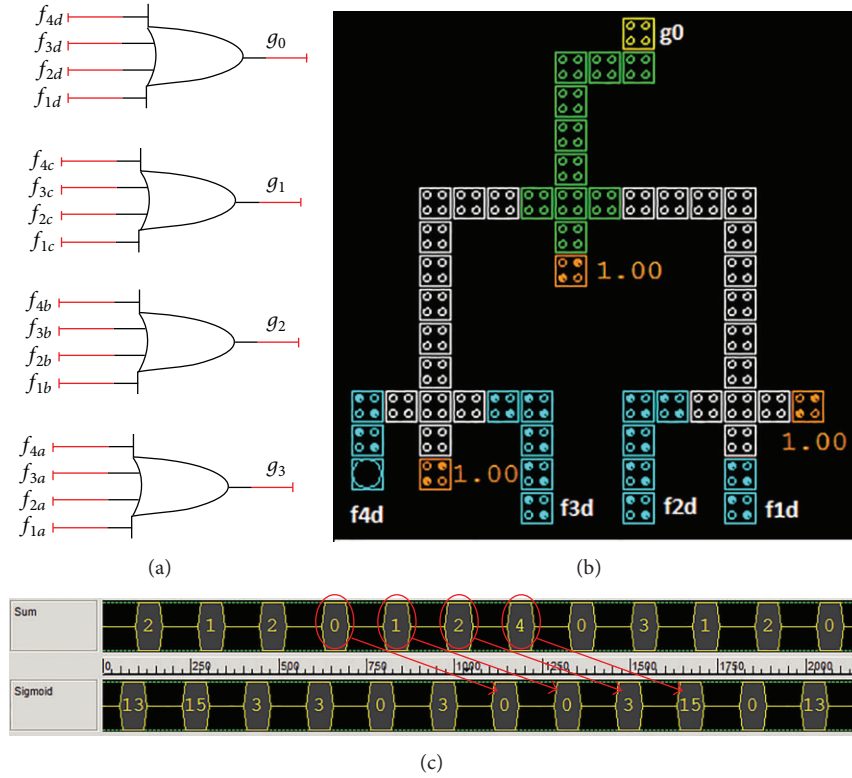 f4d
f3d
f2d
f1d
g0
f4c
f3c
f2c
f1c
g1
f4b
f3b
f2b
f1b
g2
f4a
f3a
f2a
f1a
g3
(a)
g0
1.00
1.00
1.00
f4d
f3d
f2d
f1d
(b)
Sum
2 1 2 0 1 2 4 0 3 1 2 0
0 250 500 750 1000 1250 1500 1750 2000
Sigmoid
13 15 3 3 0 3 0 0 3 15 0 13
(c)